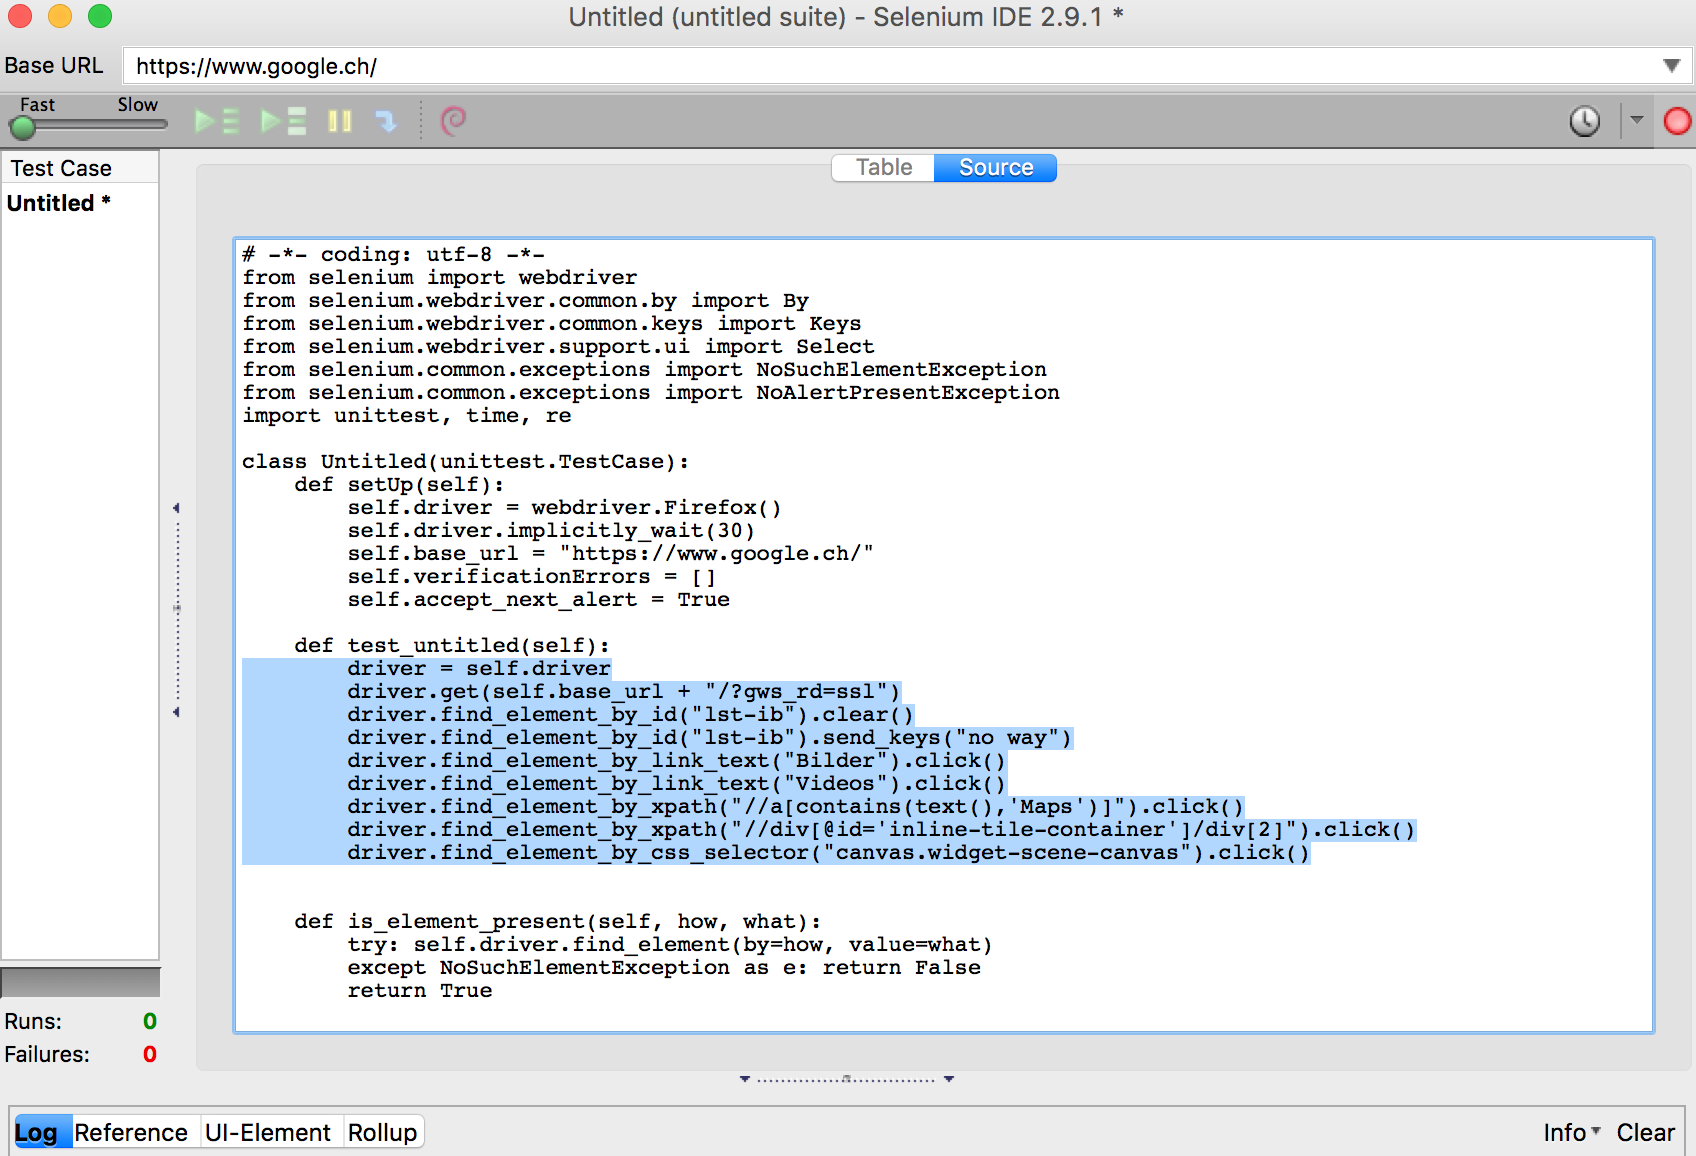 Untitled (untitled suite) - Selenium IDE 2.9.1 *
Base URL https://www.google.ch/
Fast Slow
Test Case
Untitled *
Table Source
# -*- coding: utf-8 -*-
from selenium import webdriver
from selenium.webdriver.common.by import By
from selenium.webdriver.common.keys import Keys
from selenium.webdriver.support.ui import Select
from selenium.common.exceptions import NoSuchElementException
from selenium.common.exceptions import NoAlertPresentException
import unittest, time, re
class Untitled(unittest.TestCase):
    def setUp(self):
        self.driver = webdriver.Firefox()
        self.driver.implicitly_wait(30)
        self.base_url = "https://www.google.ch/"
        self.verificationErrors = []
        self.accept_next_alert = True
    def test_untitled(self):
        driver = self.driver
        driver.get(self.base_url + "/?gws_rd=ssl")
        driver.find_element_by_id("lst-ib").clear()
        driver.find_element_by_id("lst-ib").send_keys("no way")
        driver.find_element_by_link_text("Bilder").click()
        driver.find_element_by_link_text("Videos").click()
        driver.find_element_by_xpath("//a[contains(text(),'Maps')]").click()
        driver.find_element_by_xpath("//div[@id='inline-tile-container']/div[2]").click()
        driver.find_element_by_css_selector("canvas.widget-scene-canvas").click()
    def is_element_present(self, how, what):
        try: self.driver.find_element(by=how, value=what)
        except NoSuchElementException as e: return False
        return True
Runs: 0
Failures: 0
Log Reference UI-Element Rollup Info Clear